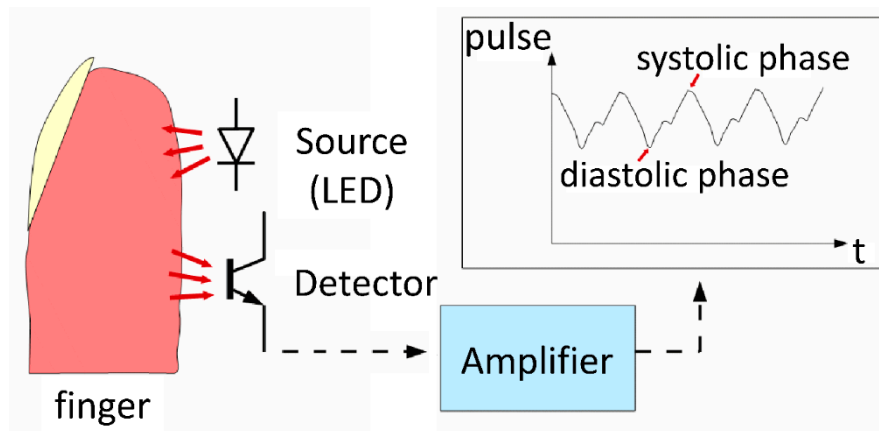 pulse
systolic phase
diastolic phase
t
Source
(LED)
Detector
Amplifier
finger